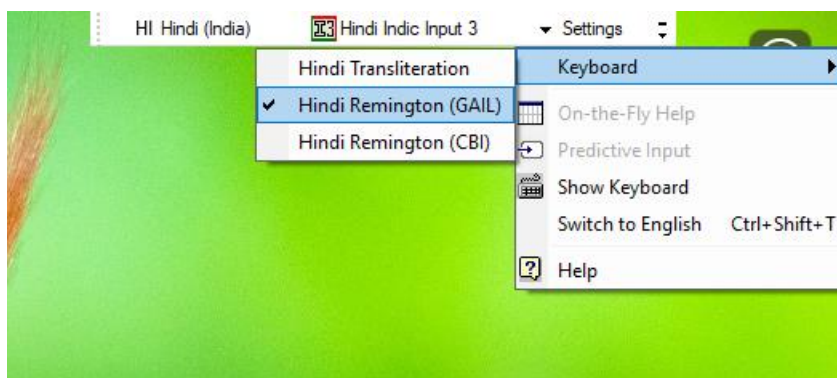 HI Hindi (India) Hindi Indic Input 3 Settings
Hindi Transliteration Keyboard
Hindi Remington (GAIL) On-the-Fly Help
Hindi Remington (CBI) Predictive Input
Show Keyboard
Switch to English Ctrl+Shift+T
Help